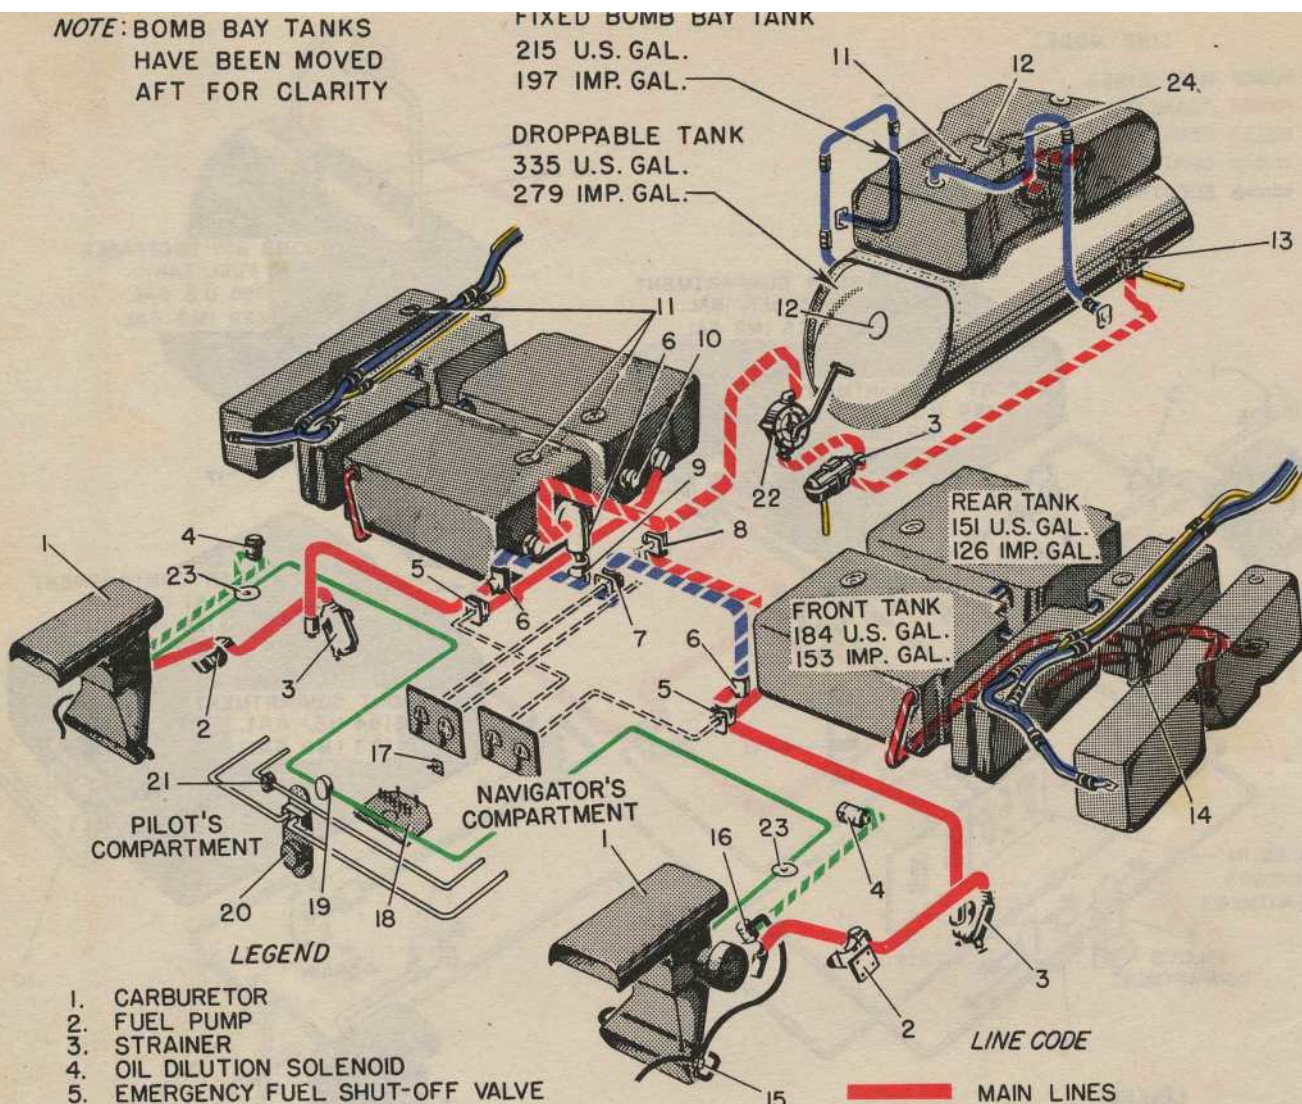 NOTE: BOMB BAY TANKS
HAVE BEEN MOVED
AFT FOR CLARITY
FIXED BOMB BAY TANK
215 U.S. GAL.
197 IMP. GAL.
DROPPABLE TANK
335 U.S. GAL.
279 IMP. GAL.
11
12
24
13
12
11
6
10
3
9
22
8
REAR TANK
151 U.S. GAL.
126 IMP. GAL.
1
4
23
5
6
7
FRONT TANK
184 U.S. GAL.
153 IMP. GAL.
6
5
2
3
17
21
NAVIGATOR'S
COMPARTMENT
PILOT'S
COMPARTMENT
14
1
16
23
4
20
19
18
3
2
15
LEGEND
1. CARBURETOR
2. FUEL PUMP
3. STRAINER
4. OIL DILUTION SOLENOID
5. EMERGENCY FUEL SHUT-OFF VALVE
LINE CODE
MAIN LINES